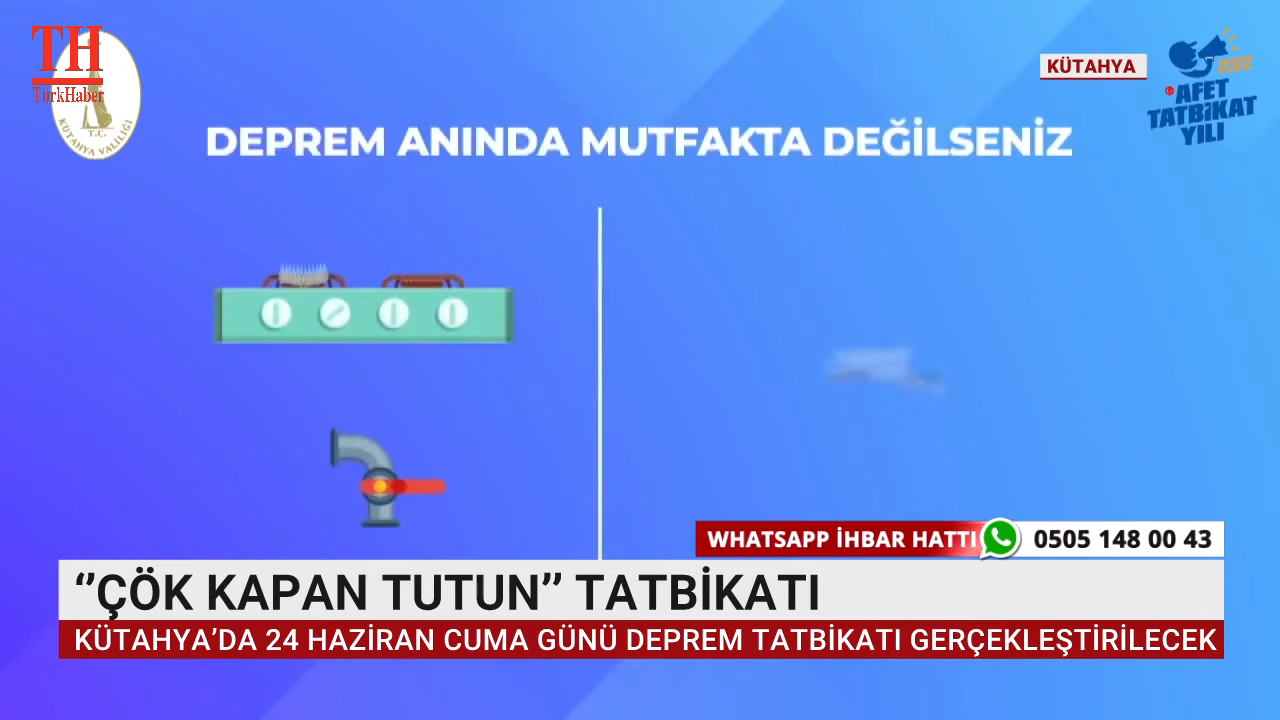 TH
TürkHaber
T.C.
KÜTAHYA VALİLİĞİ
KÜTAHYA
2022
AFET
TATBİKAT
YILI
DEPREM ANINDA MUTFAKTA DEĞİLSENİZ
WHATSAPP İHBAR HATTI 0505 148 00 43
‘’ÇÖK KAPAN TUTUN’’ TATBİKATI
KÜTAHYA’DA 24 HAZİRAN CUMA GÜNÜ DEPREM TATBİKATI GERÇEKLEŞTİRİLECEK